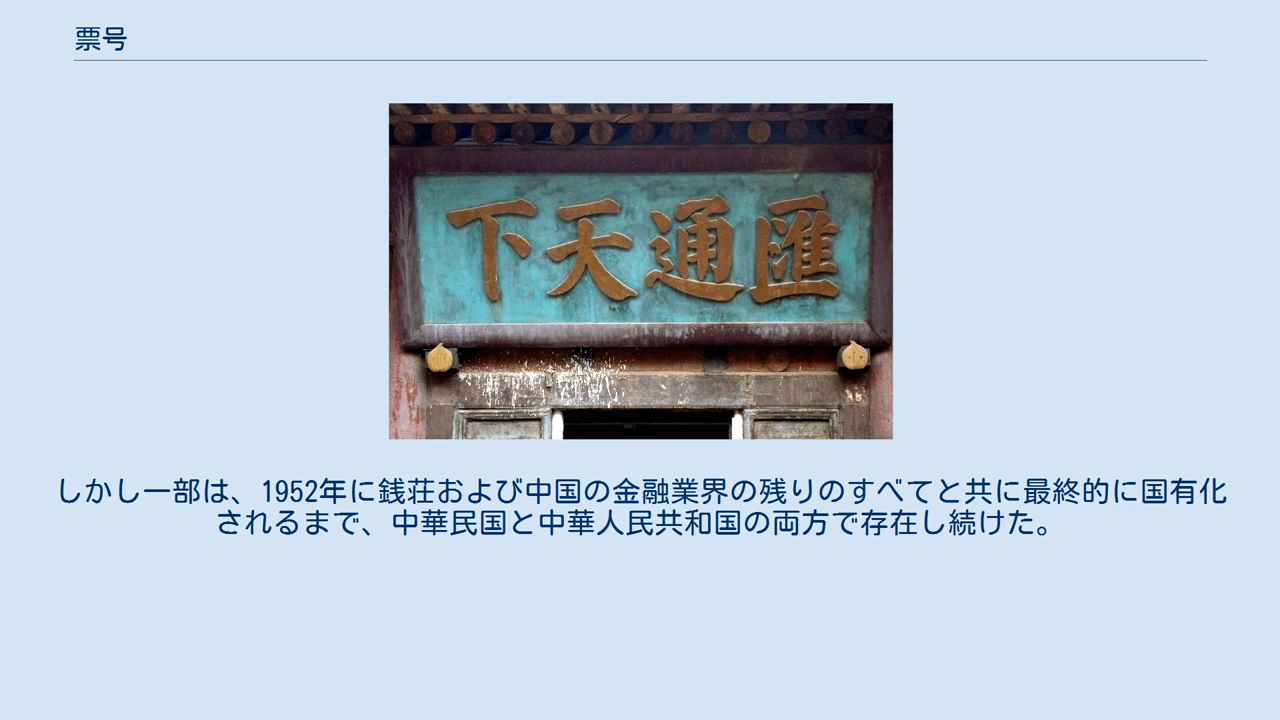 票号
匯通天下
しかし一部は、1952年に銭荘および中国の金融業界の残りのすべてと共に最終的に国有化
されるまで、中華民国と中華人民共和国の両方で存在し続けた。